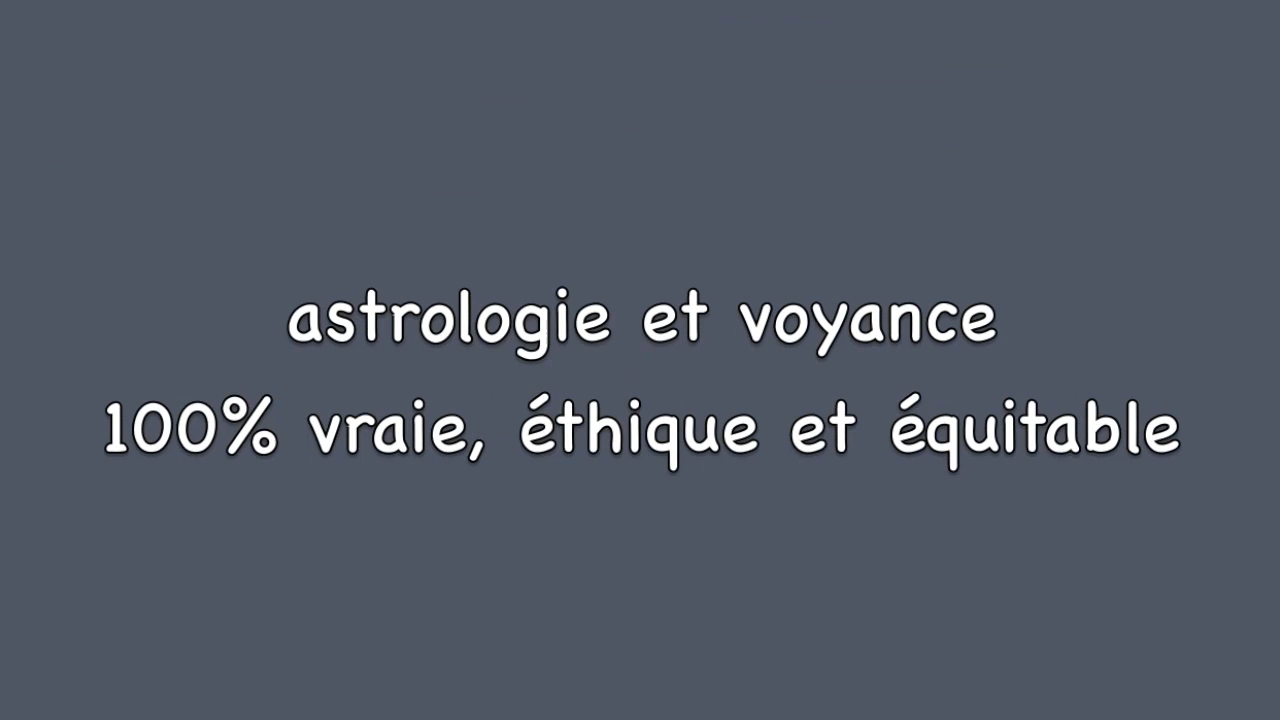 astrologie et voyance
100% vraie, éthique et équitable